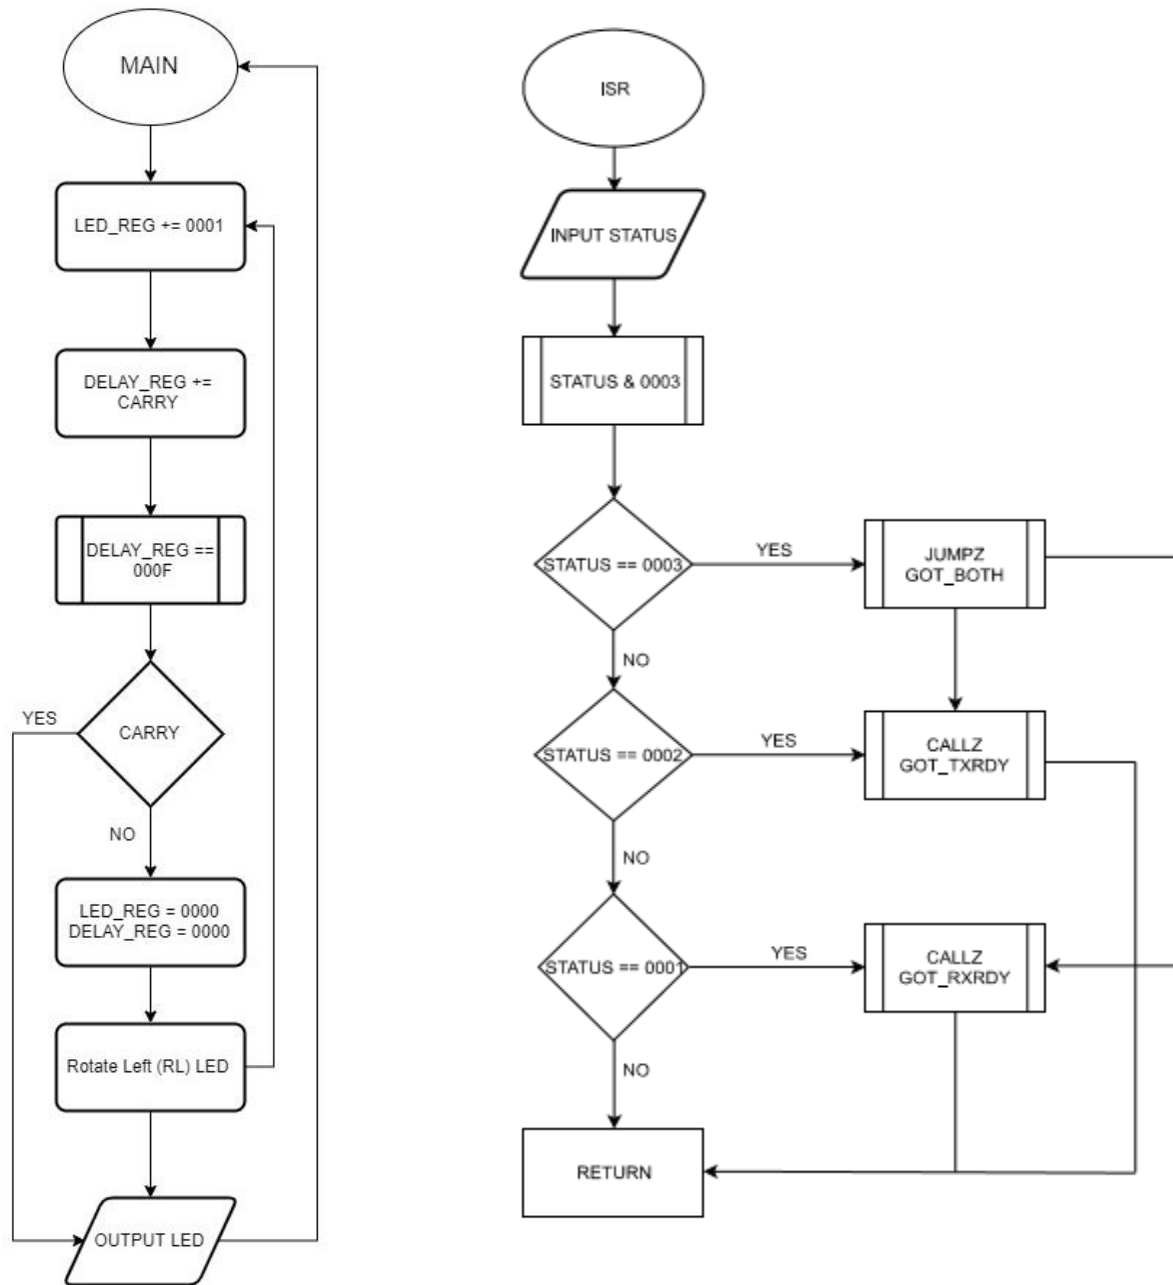 MAIN
LED_REG += 0001
DELAY_REG +=
CARRY
DELAY_REG ==
000F
YES
CARRY
NO
LED_REG = 0000
DELAY_REG = 0000
Rotate Left (RL) LED
OUTPUT LED
ISR
INPUT STATUS
STATUS & 0003
STATUS == 0003
YES
JUMPZ
GOT_BOTH
NO
STATUS == 0002
YES
CALLZ
GOT_TXRDY
NO
STATUS == 0001
YES
CALLZ
GOT_RXRDY
NO
RETURN